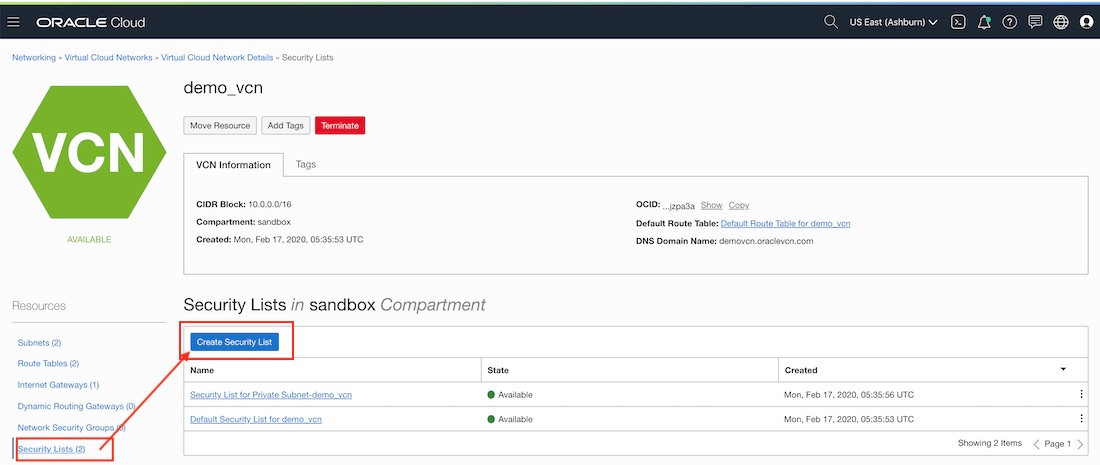 ORACLE Cloud
US East (Ashburn)
Networking » Virtual Cloud Networks » Virtual Cloud Network Details » Security Lists
VCN
AVAILABLE
demo_vcn
Move Resource Add Tags Terminate
VCN Information Tags
CIDR Block: 10.0.0.0/16
Compartment: sandbox
Created: Mon, Feb 17, 2020, 05:35:53 UTC
OCID: ...jzpa3a Show Copy
Default Route Table: Default Route Table for demo_vcn
DNS Domain Name: demovcn.oraclevcn.com
Resources
Subnets (2)
Route Tables (2)
Internet Gateways (1)
Dynamic Routing Gateways (0)
Network Security Groups (0)
Security Lists (2)
Security Lists in sandbox Compartment
Create Security List
Name State Created
Security List for Private Subnet-demo_vcn Available Mon, Feb 17, 2020, 05:35:56 UTC
Default Security List for demo_vcn Available Mon, Feb 17, 2020, 05:35:53 UTC
Showing 2 Items Page 1